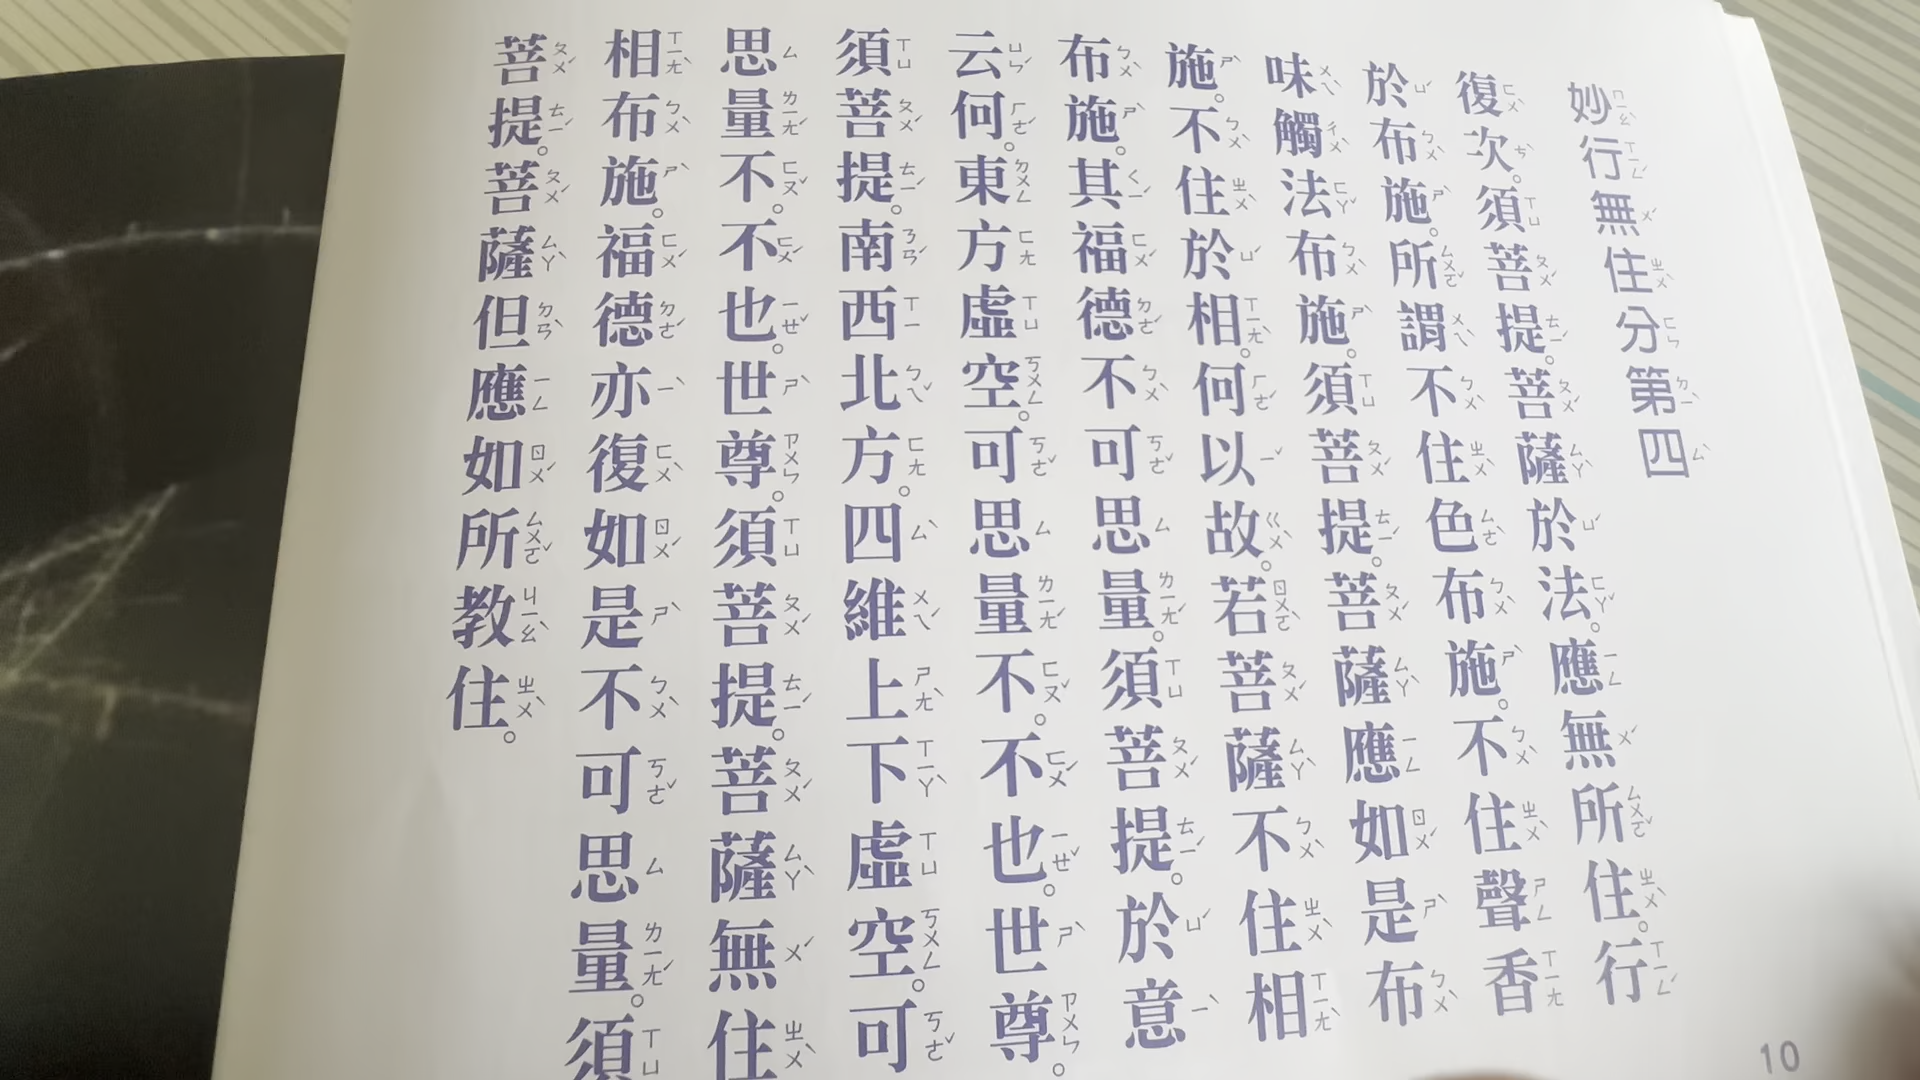 妙行無住分第四
復次。須菩提。菩薩於法。應無所住。行
於布施。所謂不住色布施。不住聲香
味觸法布施。須菩提。菩薩應如是布
施。不住於相。何以故。若菩薩不住相
布施。其福德不可思量。須菩提。於意
云何。東方虛空。可思量不。不也。世尊。
須菩提。南西北方。四維上下虛空。可
思量不。不也。世尊。須菩提。菩薩無住
相布施。福德亦復如是不可思量。須
菩提。菩薩但應如所教住。
10